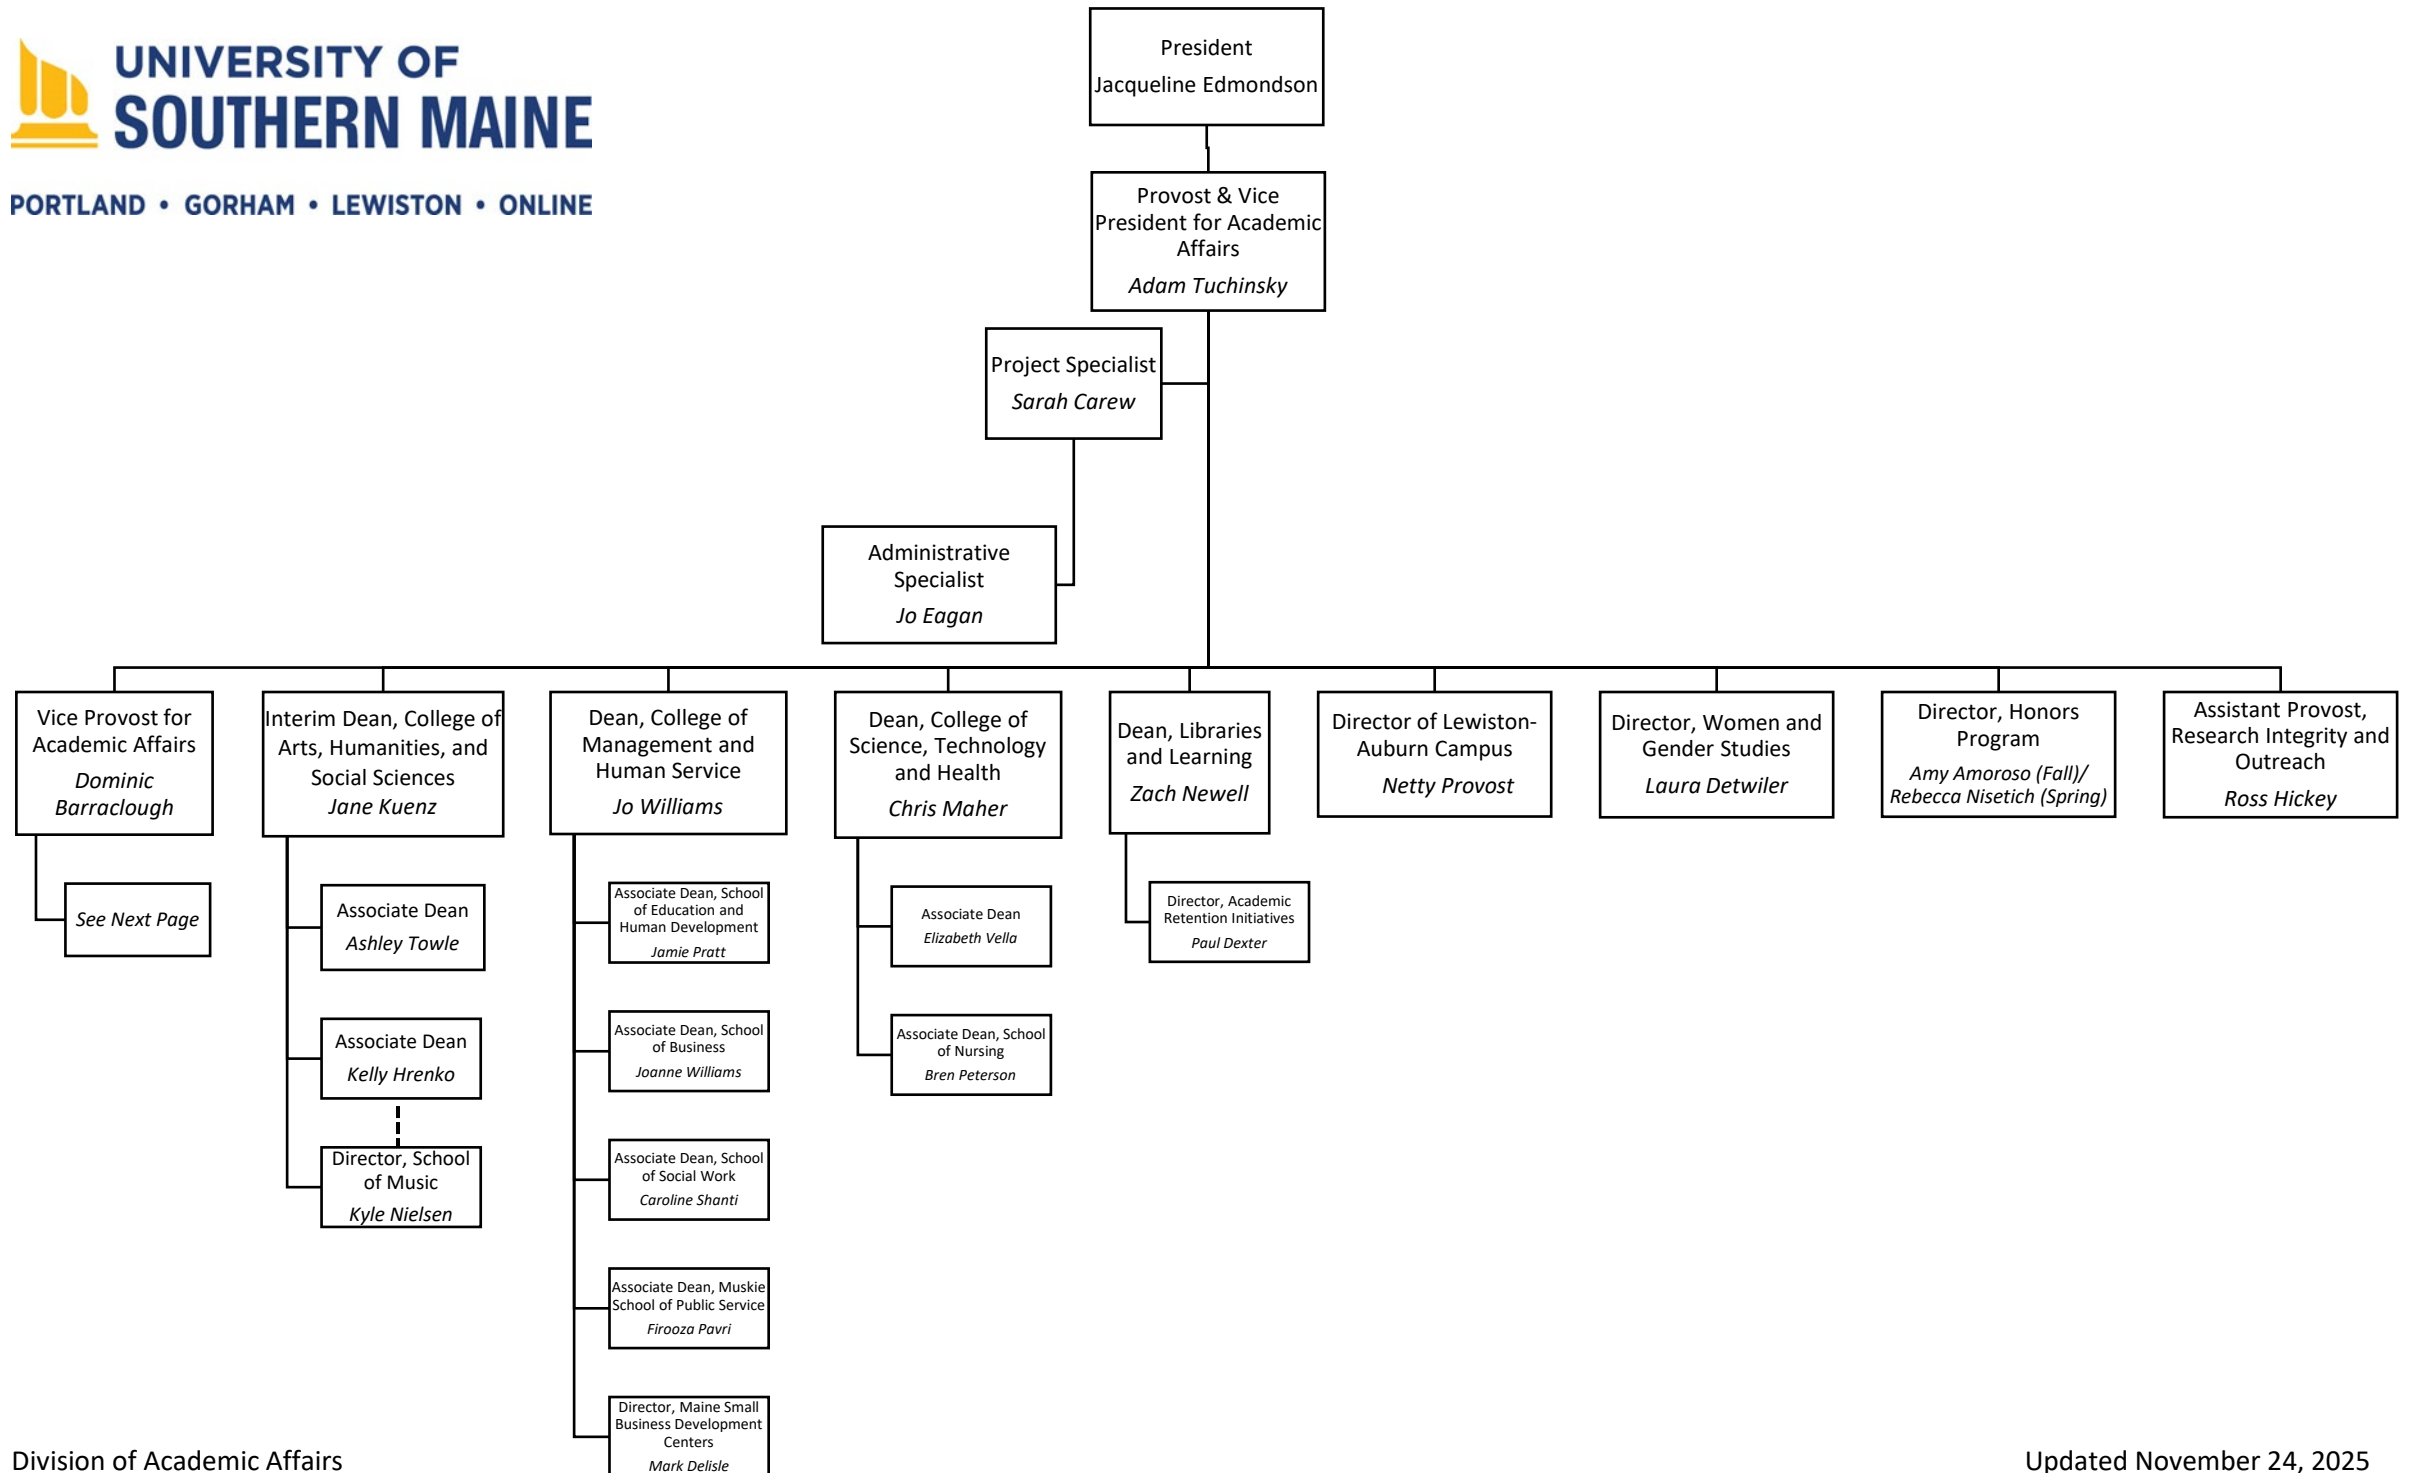 UNIVERSITY OF
SOUTHERN MAINE
PORTLAND • GORHAM • LEWISTON • ONLINE
President
Jacqueline Edmondson
Provost & Vice
President for Academic
Affairs
Adam Tuchinsky
Project Specialist
Sarah Carew
Administrative
Specialist
Jo Eagan
Vice Provost for
Academic Affairs
Dominic
Barraclough
See Next Page
Interim Dean, College of
Arts, Humanities, and
Social Sciences
Jane Kuenz
Associate Dean
Ashley Towle
Associate Dean
Kelly Hrenko
Director, School
of Music
Kyle Nielsen
Dean, College of
Management and
Human Service
Jo Williams
Associate Dean, School
of Education and
Human Development
Jamie Pratt
Associate Dean, School
of Business
Joanne Williams
Associate Dean, School
of Social Work
Caroline Shanti
Associate Dean, Muskie
School of Public Service
Firooza Pavri
Director, Maine Small
Business Development
Centers
Mark Delisle
Dean, College of
Science, Technology
and Health
Chris Maher
Associate Dean
Elizabeth Vella
Associate Dean, School
of Nursing
Bren Peterson
Dean, Libraries
and Learning
Zach Newell
Director, Academic
Retention Initiatives
Paul Dexter
Director of Lewiston-
Auburn Campus
Netty Provost
Director, Women and
Gender Studies
Laura Detwiler
Director, Honors
Program
Amy Amoroso (Fall)/
Rebecca Nisetich (Spring)
Assistant Provost,
Research Integrity and
Outreach
Ross Hickey
Division of Academic Affairs
Updated November 24, 2025